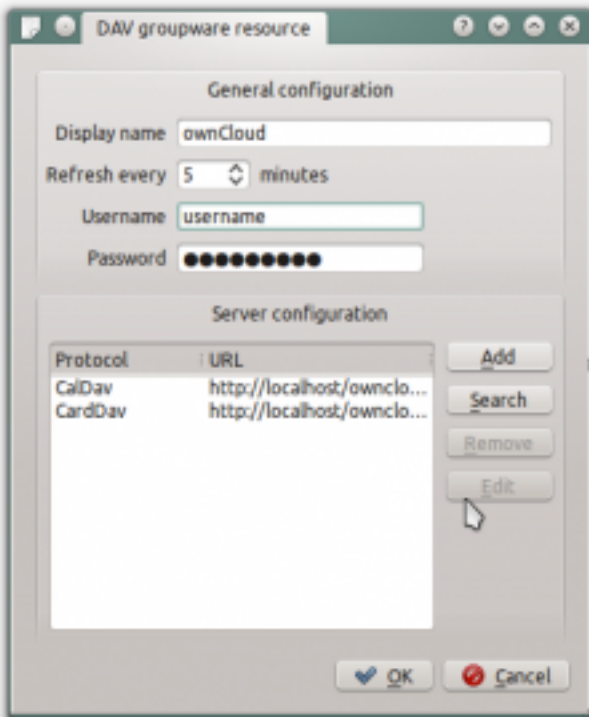 DAV groupware resource
General configuration
Display name ownCloud
Refresh every 5 minutes
Username username
Password ●●●●●●●●●
Server configuration
Protocol URL
CalDav http://localhost/ownclo...
CardDav http://localhost/ownclo...
Add
Search
Remove
Edit
OK Cancel